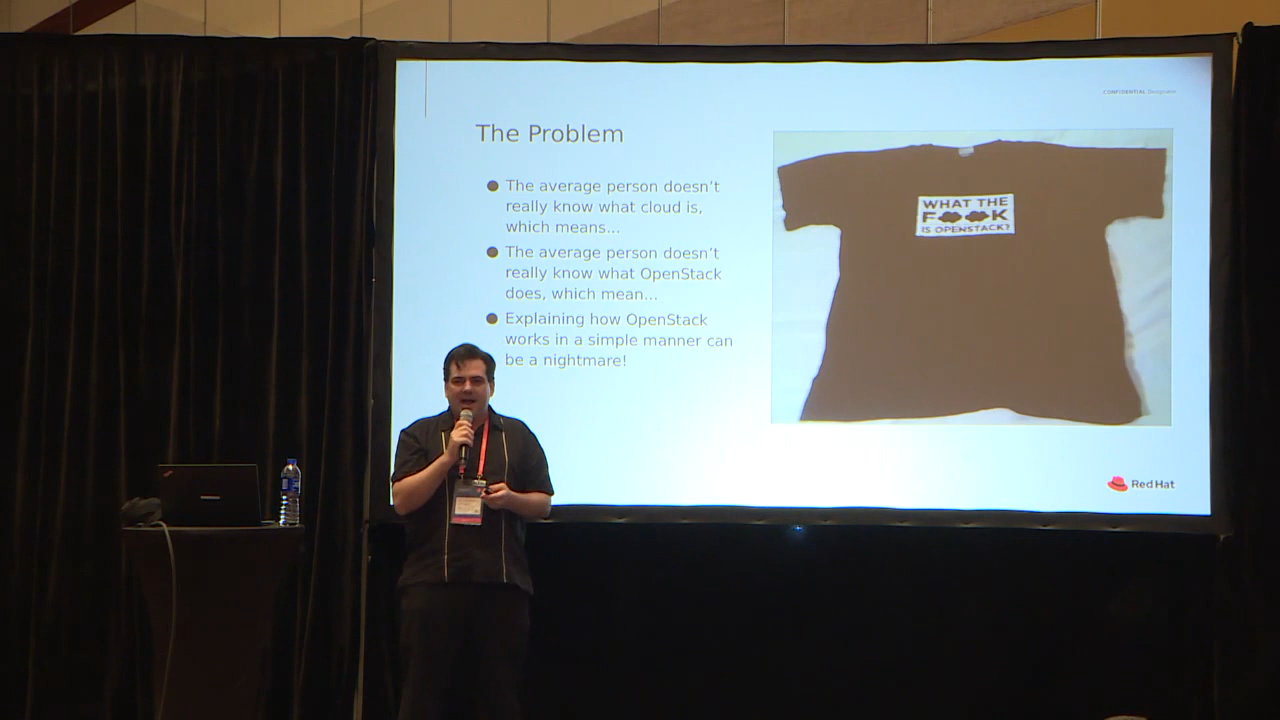 CONFIDENTIAL Designator
The Problem
The average person doesn't
really know what cloud is,
which means...
The average person doesn't
really know what OpenStack
does, which mean...
Explaining how OpenStack
works in a simple manner can
be a nightmare!
WHAT THE
F K
IS OPENSTACK?
Red Hat